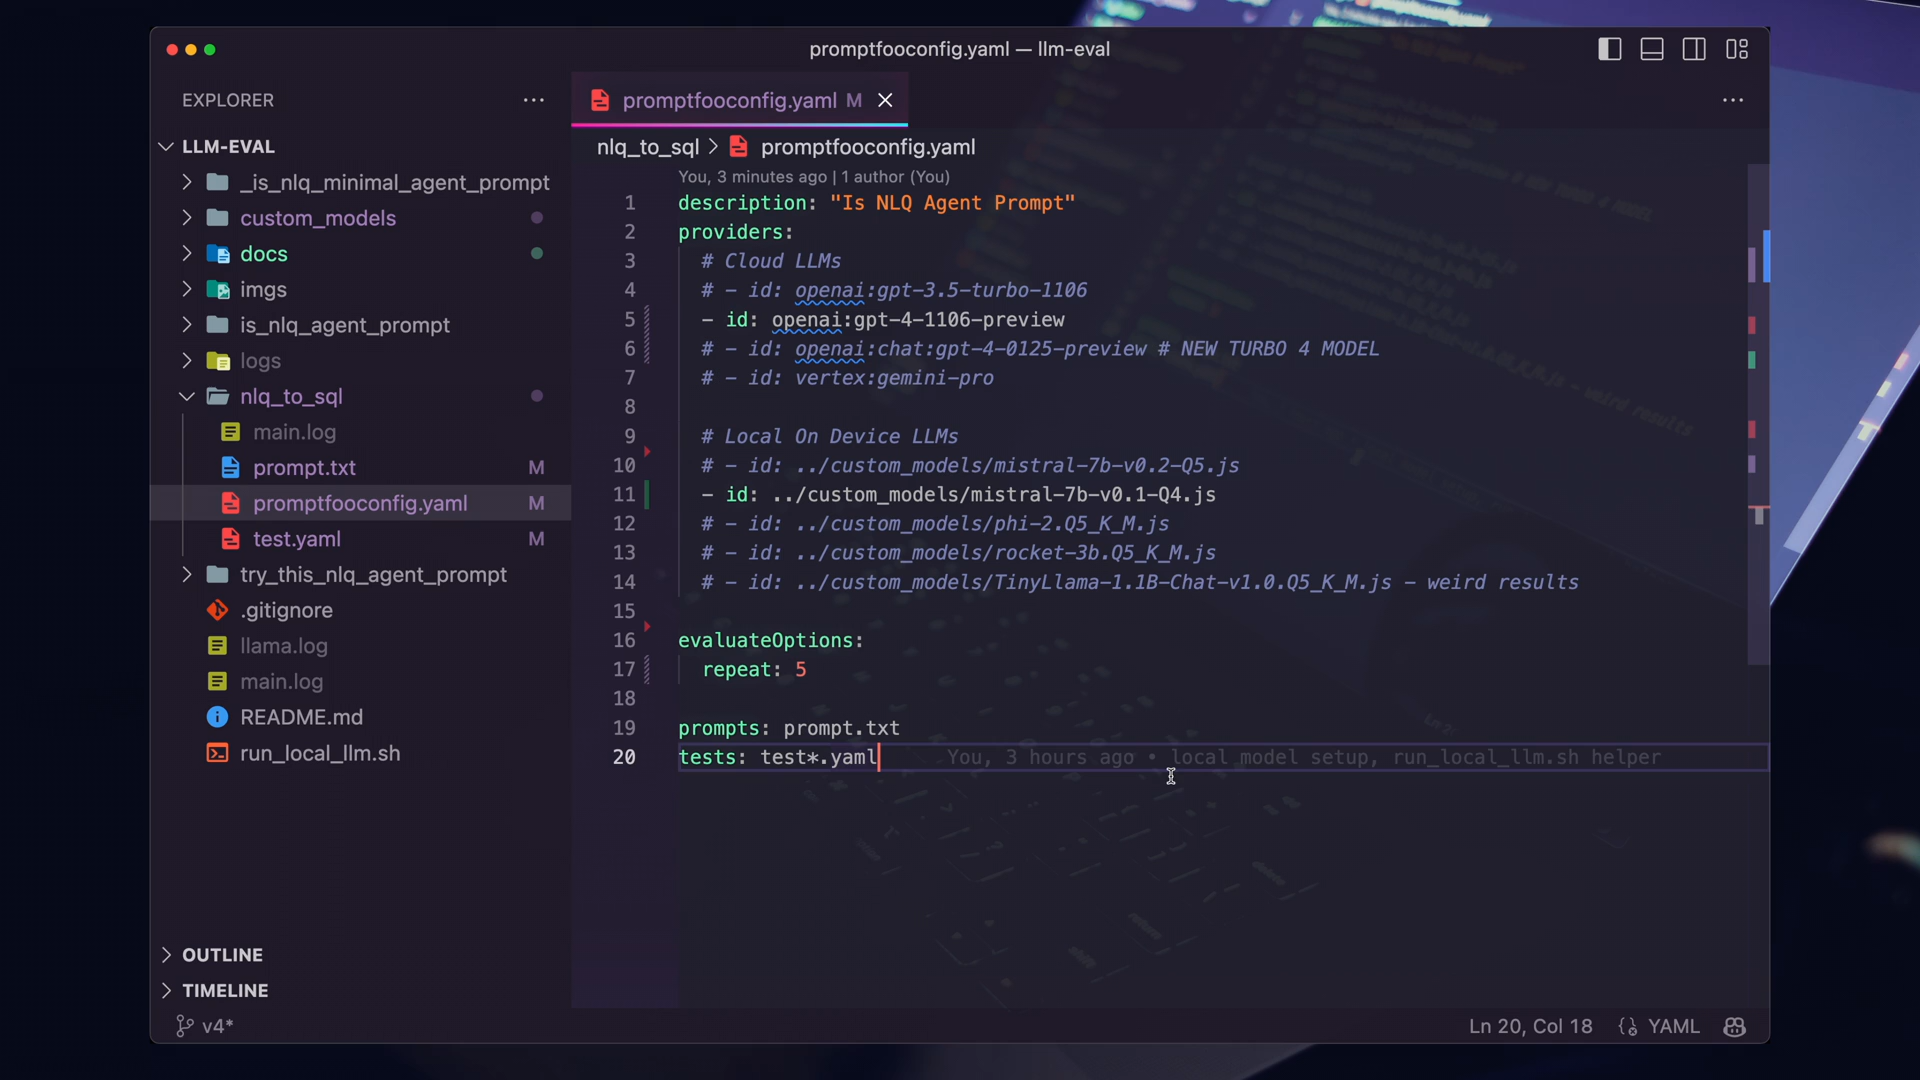 promptfooconfig.yaml — llm-eval
EXPLORER
LLM-EVAL
_is_nlq_minimal_agent_prompt
custom_models
docs
imgs
is_nlq_agent_prompt
logs
nlq_to_sql
main.log
prompt.txt M
promptfooconfig.yaml M
test.yaml M
try_this_nlq_agent_prompt
.gitignore
llama.log
main.log
README.md
run_local_llm.sh
OUTLINE
TIMELINE
v4*
promptfooconfig.yaml M
nlq_to_sql > promptfooconfig.yaml
You, 3 minutes ago | 1 author (You)
1 description: "Is NLQ Agent Prompt"
2 providers:
3 # Cloud LLMs
4 # - id: openai:gpt-3.5-turbo-1106
5 - id: openai:gpt-4-1106-preview
6 # - id: openai:chat:gpt-4-0125-preview # NEW TURBO 4 MODEL
7 # - id: vertex:gemini-pro
8
9 # Local On Device LLMs
10 # - id: ../custom_models/mistral-7b-v0.2-Q5.js
11 - id: ../custom_models/mistral-7b-v0.1-Q4.js
12 # - id: ../custom_models/phi-2.Q5_K_M.js
13 # - id: ../custom_models/rocket-3b.Q5_K_M.js
14 # - id: ../custom_models/TinyLlama-1.1B-Chat-v1.0.Q5_K_M.js - weird results
15
16 evaluateOptions:
17 repeat: 5
18
19 prompts: prompt.txt
20 tests: test*.yaml You, 3 hours ago • local model setup, run_local_llm.sh helper
Ln 20, Col 18 YAML